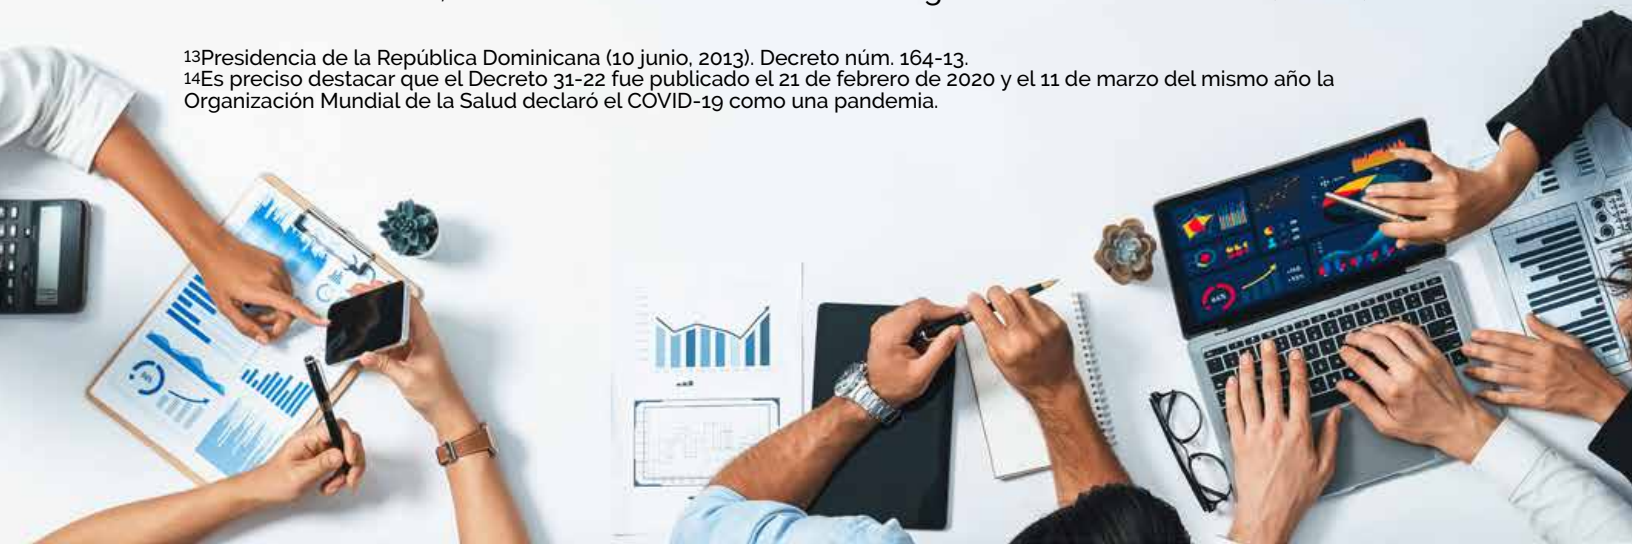 ¹³Presidencia de la República Dominicana (10 junio, 2013). Decreto núm. 164-13.
¹⁴Es preciso destacar que el Decreto 31-22 fue publicado el 21 de febrero de 2020 y el 11 de marzo del mismo año la
Organización Mundial de la Salud declaró el COVID-19 como una pandemia.